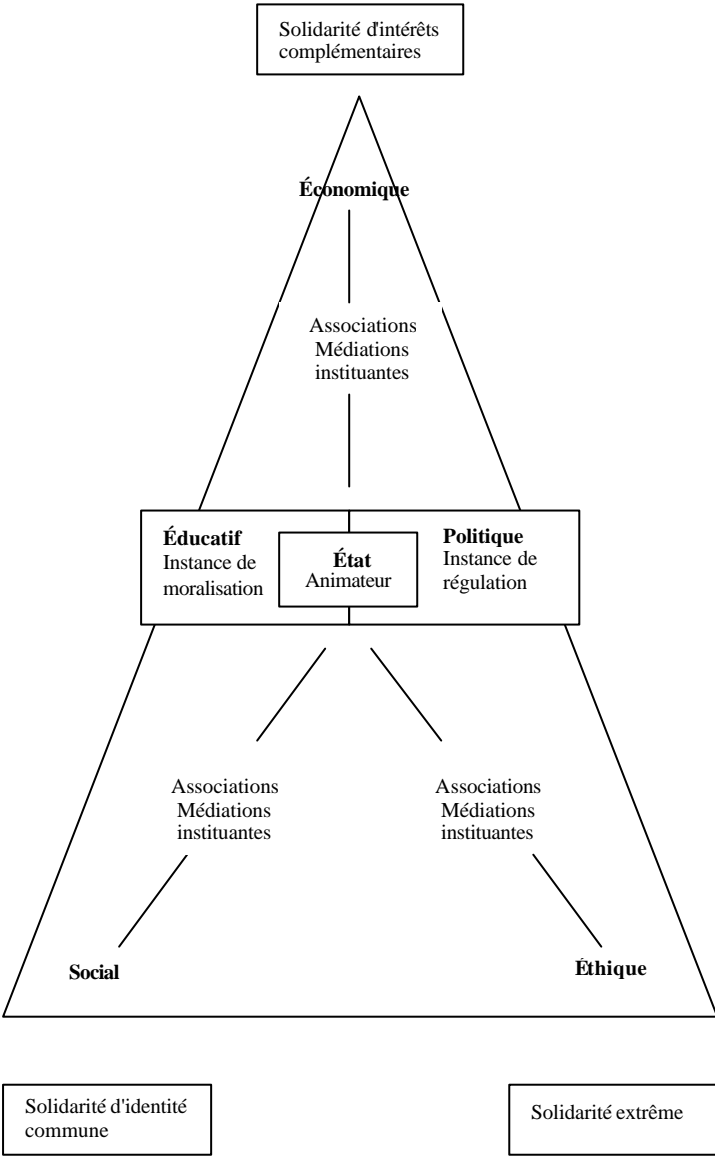 Solidarité d'intérêts
complémentaires
Économique
Associations
Médiations
instituantes
Éducatif
Instance de
moralisation
État
Animateur
Politique
Instance de
régulation
Associations
Médiations
instituantes
Associations
Médiations
instituantes
Social
Éthique
Solidarité d'identité
commune
Solidarité extrême